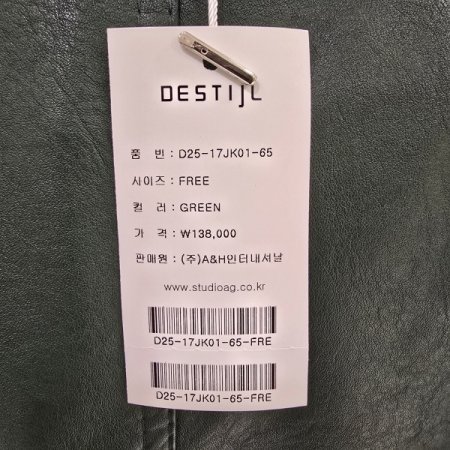 DESTIJL
품 번 : D25-17JK01-65
사이즈 : FREE
컬 러 : GREEN
가 격 : ₩138,000
판매원 : (주)A&H인터내셔날
www.studioag.co.kr
D25-17JK01-65-FRE
D25-17JK01-65-FRE